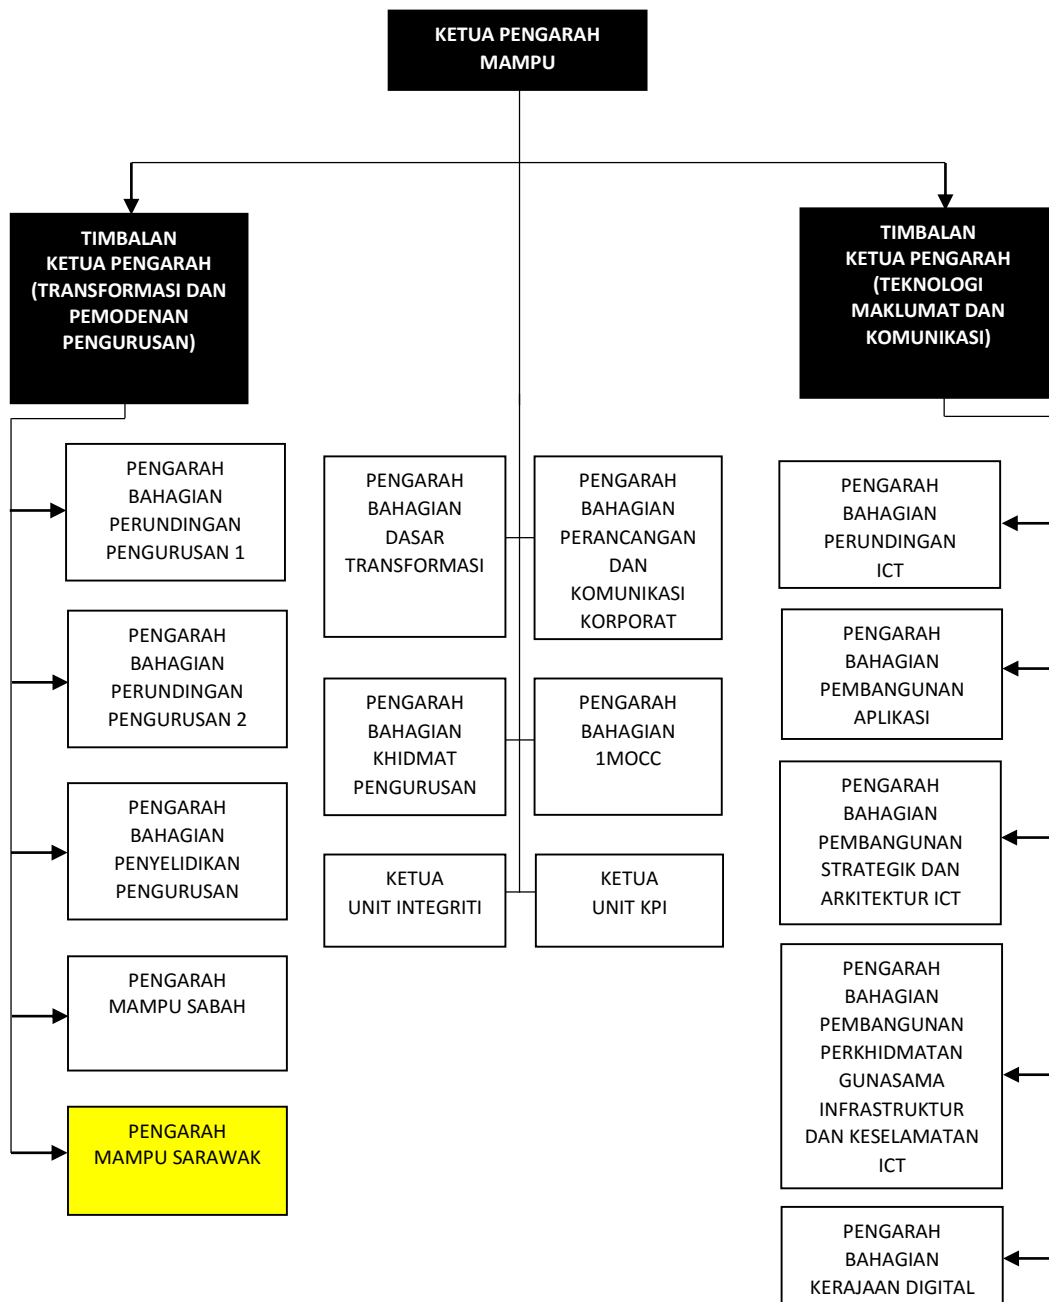 KETUA PENGARAH
MAMPU
TIMBALAN
KETUA PENGARAH
(TRANSFORMASI DAN
PEMODENAN
PENGURUSAN)
TIMBALAN
KETUA PENGARAH
(TEKNOLOGI
MAKLUMAT DAN
KOMUNIKASI)
PENGARAH
BAHAGIAN
PERUNDINGAN
PENGURUSAN 1
PENGARAH
BAHAGIAN
PERUNDINGAN
PENGURUSAN 2
PENGARAH
BAHAGIAN
PENYELIDIKAN
PENGURUSAN
PENGARAH
MAMPU SABAH
PENGARAH
MAMPU SARAWAK
PENGARAH
BAHAGIAN
DASAR
TRANSFORMASI
PENGARAH
BAHAGIAN
PERANCANGAN
DAN
KOMUNIKASI
KORPORAT
PENGARAH
BAHAGIAN
KHIDMAT
PENGURUSAN
PENGARAH
BAHAGIAN
1MOCC
KETUA
UNIT INTEGRITI
KETUA
UNIT KPI
PENGARAH
BAHAGIAN
PERUNDINGAN
ICT
PENGARAH
BAHAGIAN
PEMBANGUNAN
APLIKASI
PENGARAH
BAHAGIAN
PEMBANGUNAN
STRATEGIK DAN
ARKITEKTUR ICT
PENGARAH
BAHAGIAN
PEMBANGUNAN
PERKHIDMATAN
GUNASAMA
INFRASTRUKTUR
DAN KESELAMATAN
ICT
PENGARAH
BAHAGIAN
KERAJAAN DIGITAL